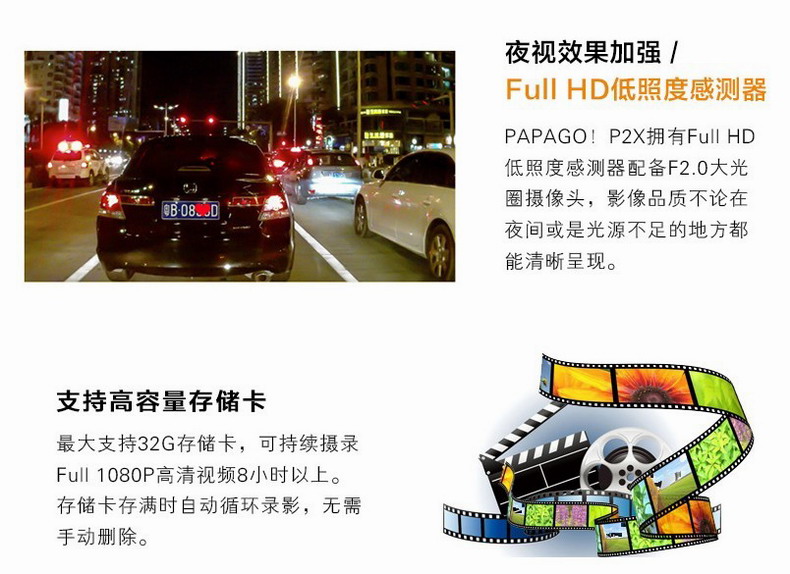 夜视效果加强 /
Full HD低照度感测器
PAPAGO！P2X拥有Full HD
低照度感测器配备F2.0大光
圈摄像头，影像品质不论在
夜间或是光源不足的地方都
能清晰呈现。
支持高容量存储卡
最大支持32G存储卡，可持续摄录
Full 1080P高清视频8小时以上。
存储卡存满时自动循环录影，无需
手动删除。